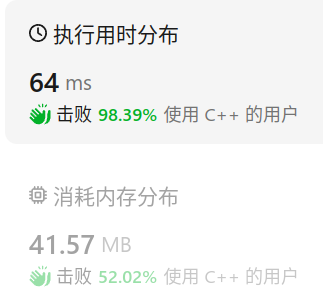 执行用时分布
64 ms
击败 98.39% 使用 C++ 的用户
消耗内存分布
41.57 MB
击败 52.02% 使用 C++ 的用户